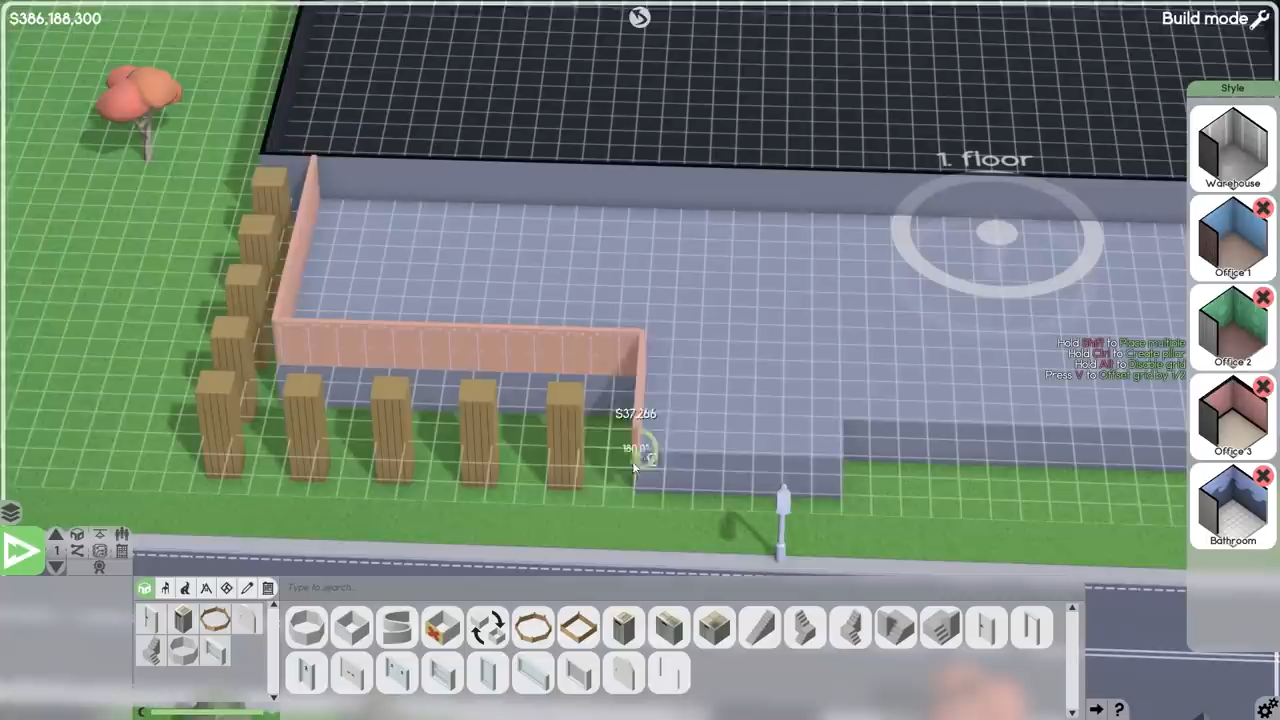 $386,188,300
Build mode
Style
1. floor
Warehouse
Office 1
Hold Shift to Place multiple
Hold Ctrl to Create pillar
Hold Alt to Disable grid
Press V to Offset grid by 1/2
Office 2
$37,266
Office 3
Bathroom
1
Type to search...
?